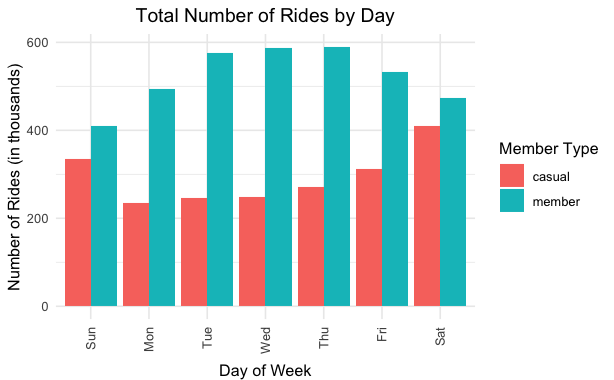 Total Number of Rides by Day
Number of Rides (in thousands)
600
400
200
0
Sun
Mon
Tue
Wed
Thu
Fri
Sat
Day of Week
Member Type
casual
member